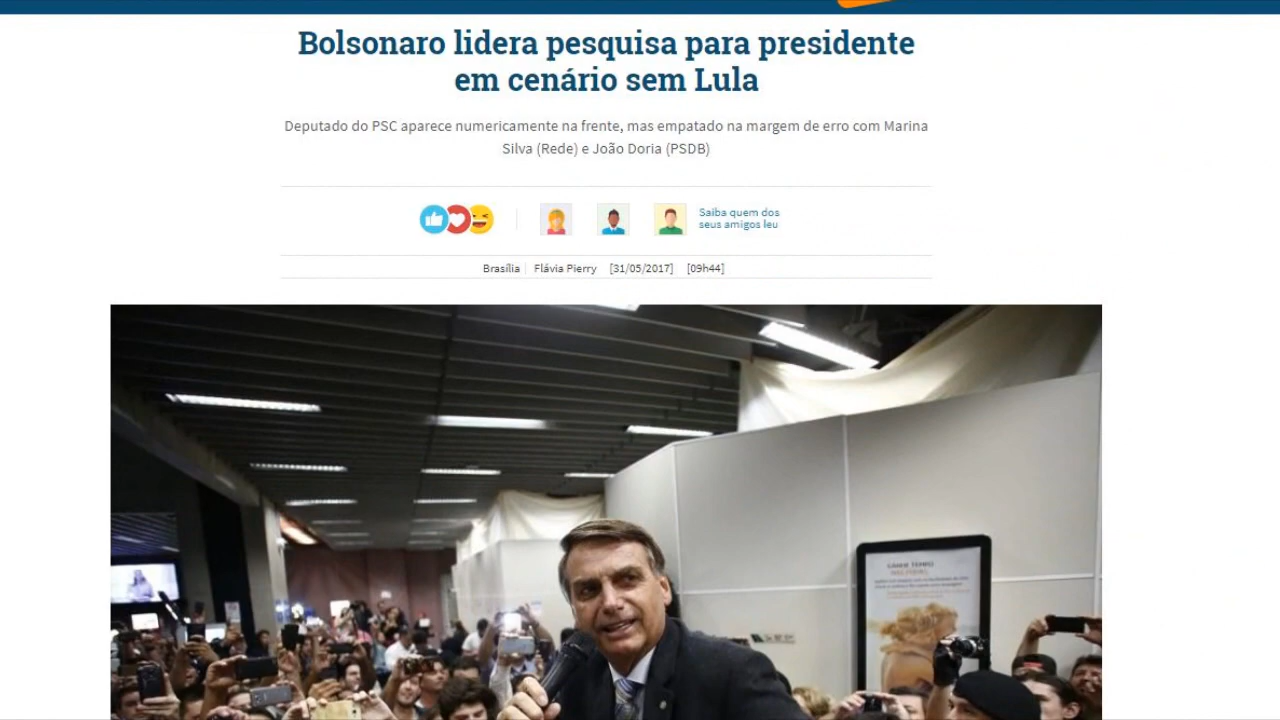 Bolsonaro lidera pesquisa para presidente
em cenário sem Lula
Deputado do PSC aparece numericamente na frente, mas empatado na margem de erro com Marina
Silva (Rede) e João Doria (PSDB)
Saiba quem dos
seus amigos leu
Brasília Flávia Pierry [31/05/2017] [09h44]